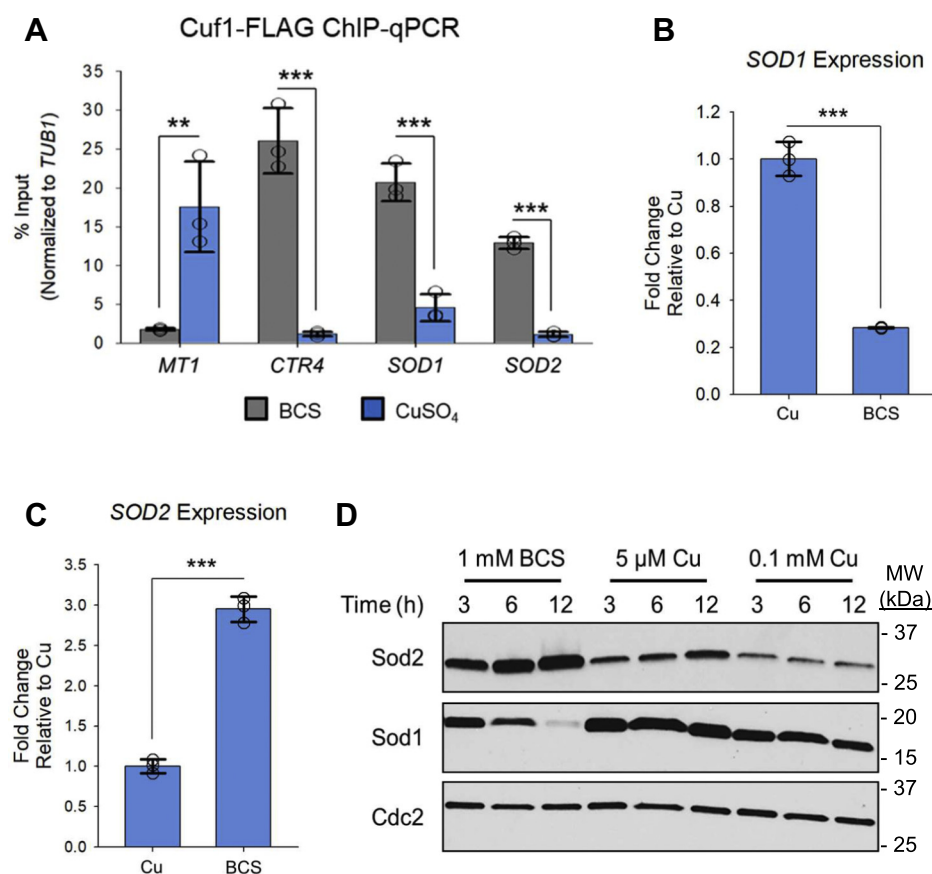 A
Cuf1-FLAG ChIP-qPCR
% Input
(Normalized to TUB1)
35
30
25
20
15
10
5
0
**
***
***
***
MT1 CTR4 SOD1 SOD2
BCS CuSO₄
B
SOD1 Expression
Fold Change
Relative to Cu
1.2
1.0
0.8
0.6
0.4
0.2
0.0
***
Cu BCS
C
SOD2 Expression
Fold Change
Relative to Cu
3.5
3.0
2.5
2.0
1.5
1.0
0.5
0.0
***
Cu BCS
D
1 mM BCS 5 µM Cu 0.1 mM Cu
MW
(kDa)
Time (h) 3 6 12 3 6 12 3 6 12
Sod2
- 37
- 25
Sod1
- 20
- 15
Cdc2
- 37
- 25